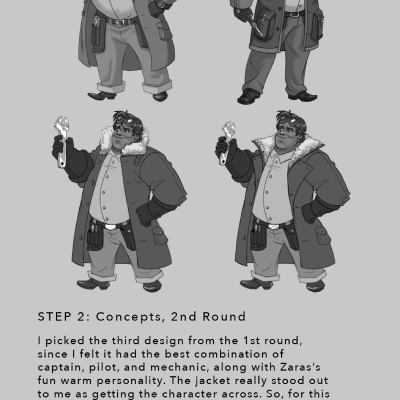 STEP 2: Concepts, 2nd Round
I picked the third design from the 1st round,
since I felt it had the best combination of
captain, pilot, and mechanic, along with Zaras's
fun warm personality. The jacket really stood out
to me as getting the character across. So, for this